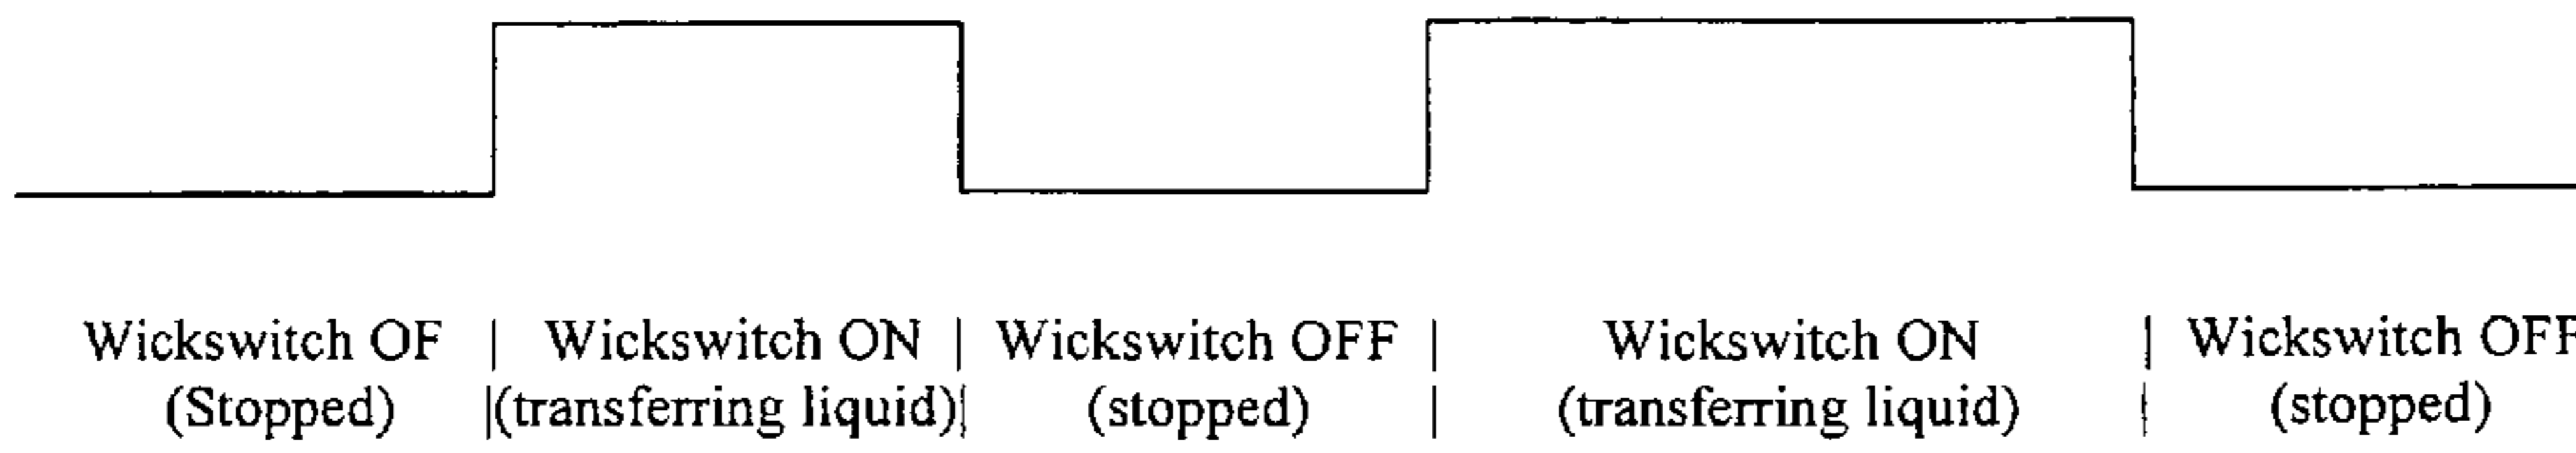 Wickswitch OF | Wickswitch ON | Wickswitch OFF | Wickswitch ON | Wickswitch OFF
(Stopped) |(transferring liquid)| (stopped) | (transferring liquid) | (stopped)